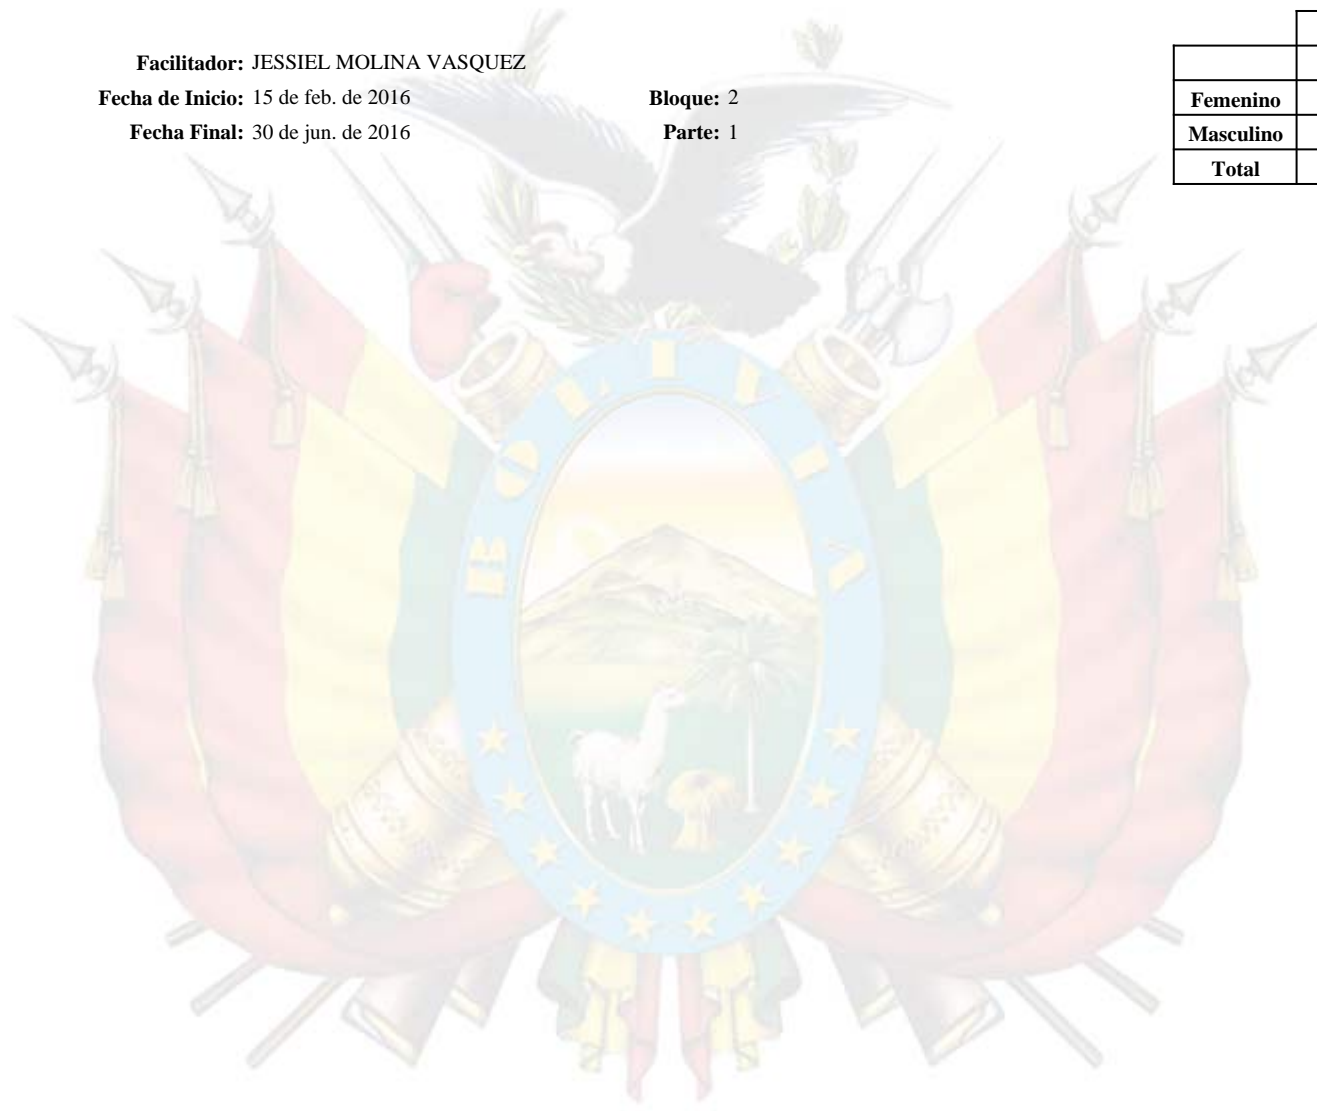 Facilitador: JESSIEL MOLINA VASQUEZ
Fecha de Inicio: 15 de feb. de 2016 Bloque: 2
Fecha Final: 30 de jun. de 2016 Parte: 1
Femenino
Masculino
Total
BOLIVIA